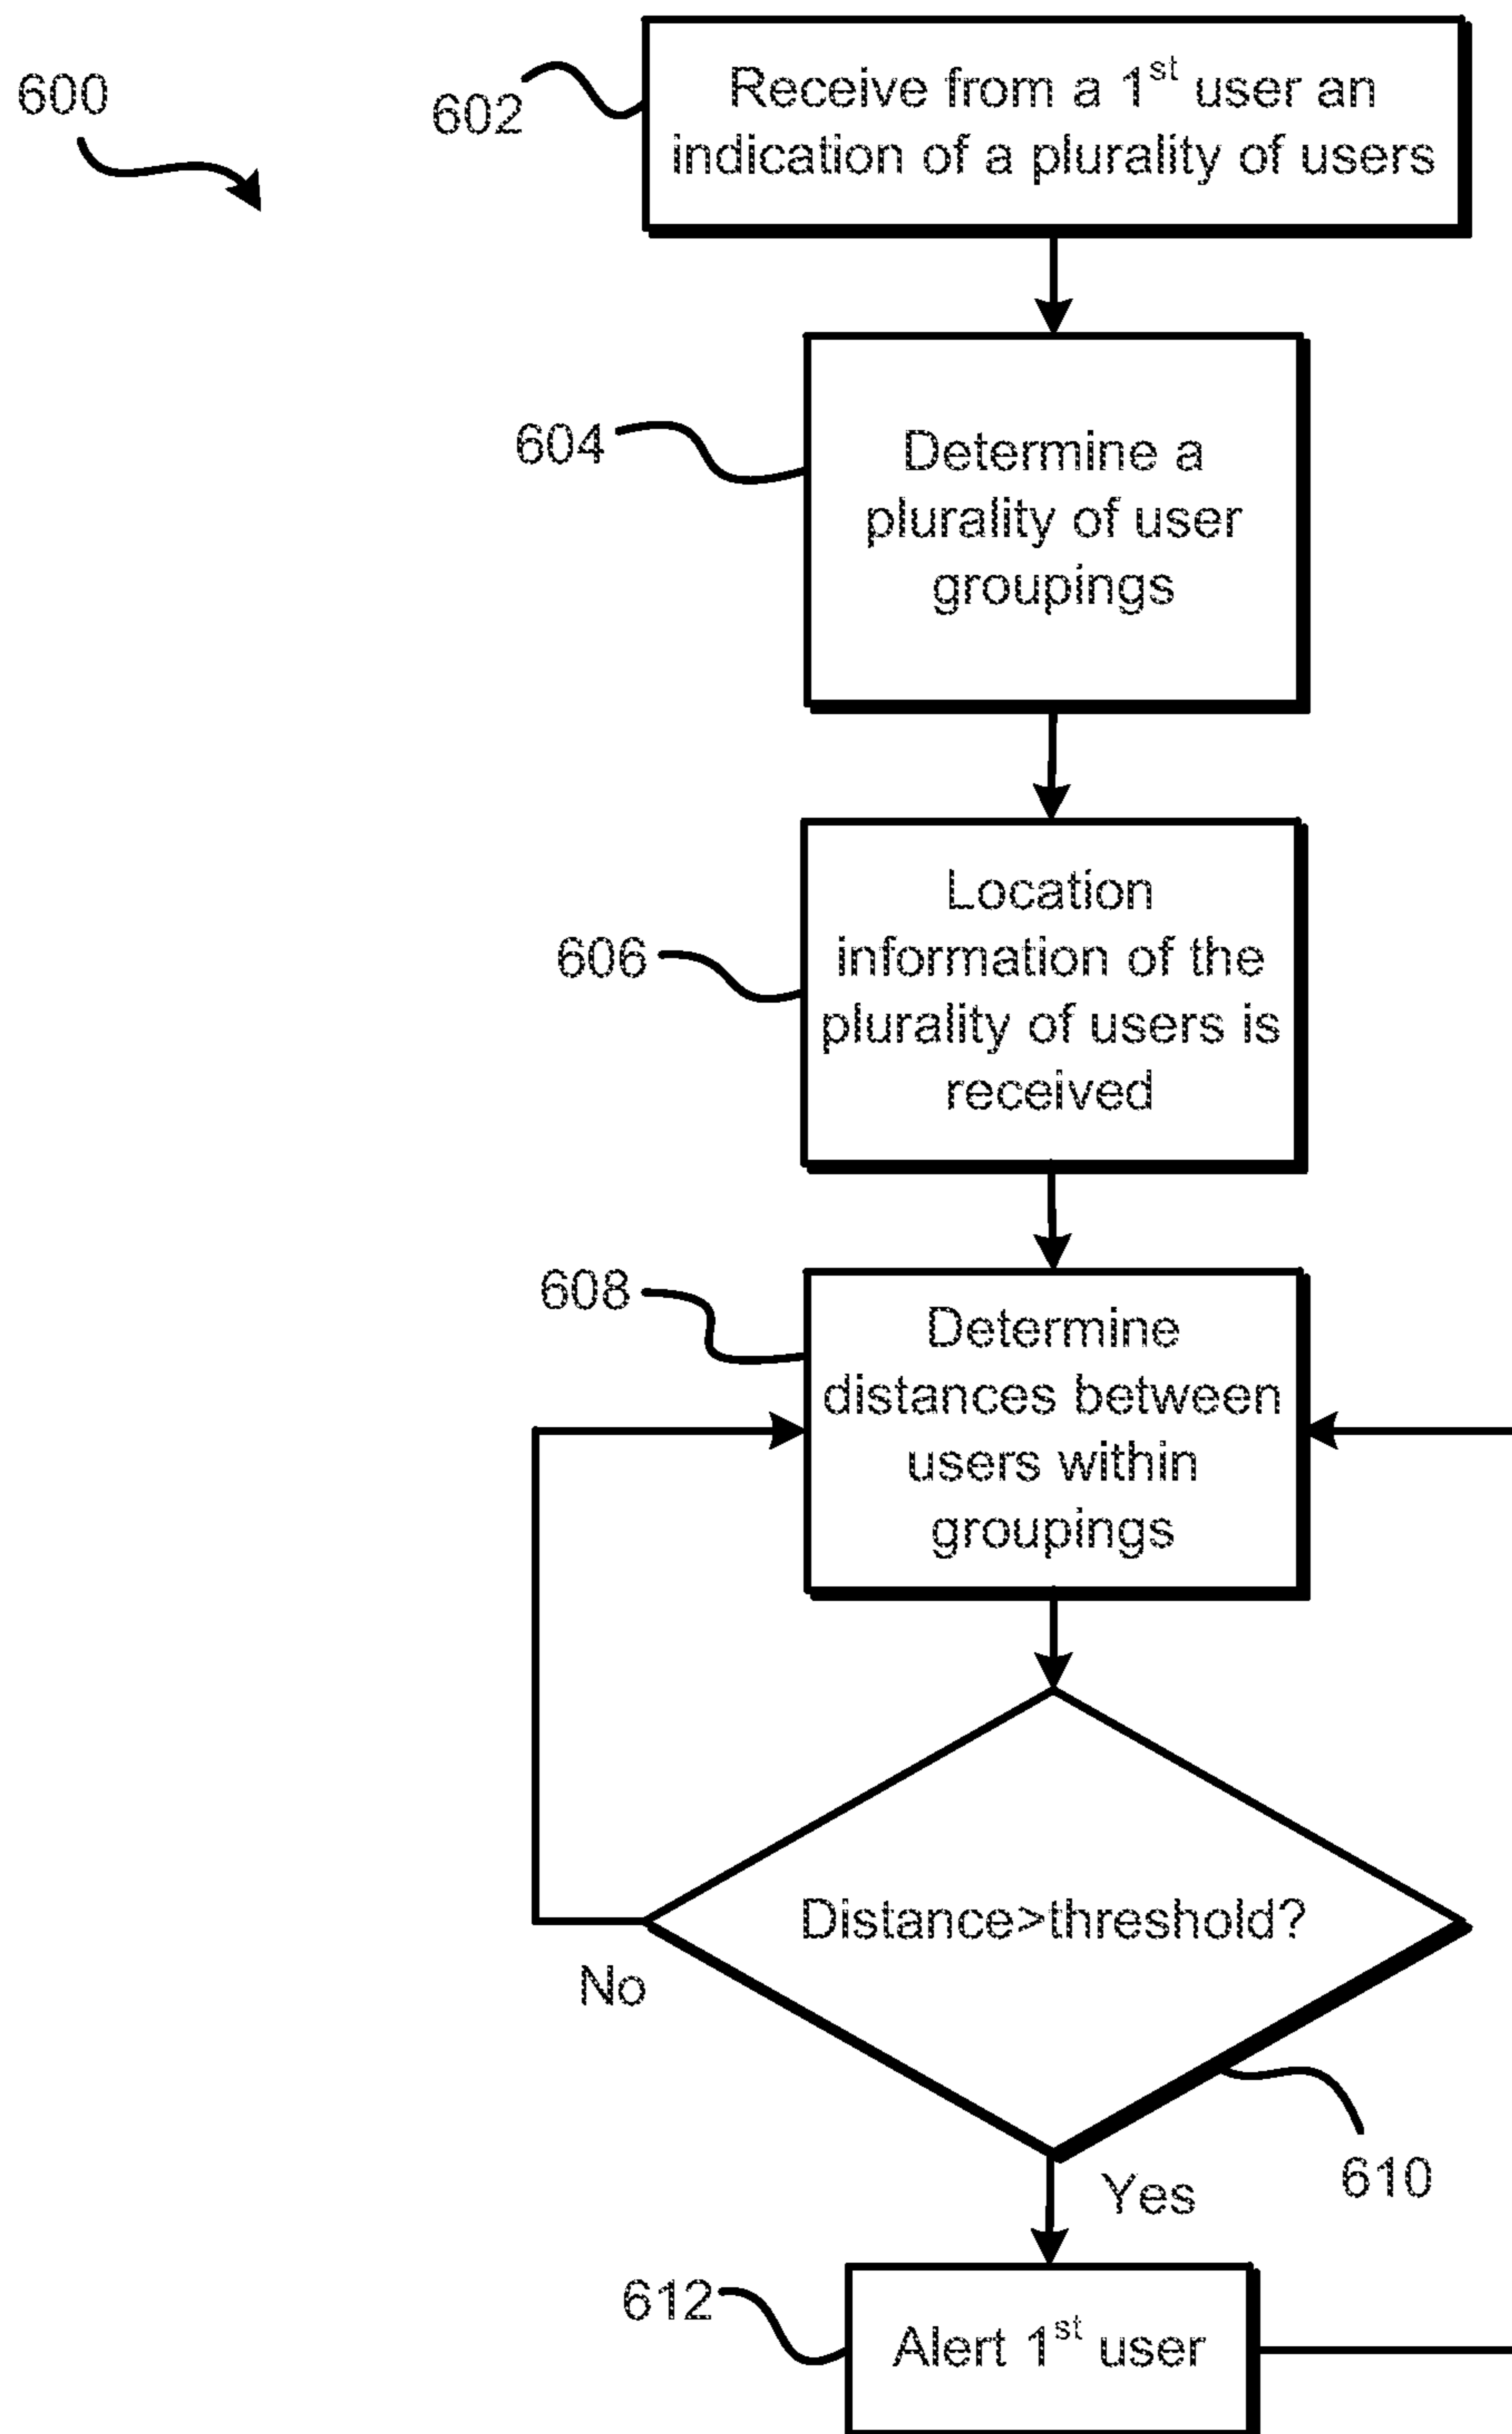 600
602
Receive from a 1st user an
indication of a plurality of users
604
Determine a
plurality of user
groupings
606
Location
information of the
plurality of users is
received
608
Determine
distances between
users within
groupings
Distance>threshold?
No
Yes
610
612
Alert 1st user